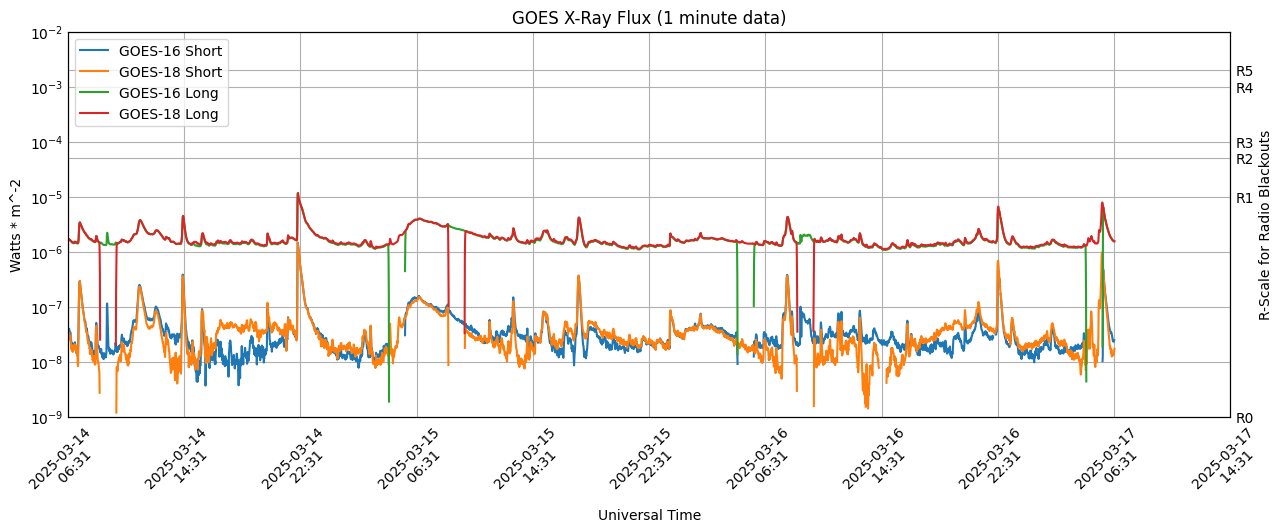 GOES X-Ray Flux (1 minute data)
GOES-16 Short
GOES-18 Short
GOES-16 Long
GOES-18 Long
10^-2
10^-3
10^-4
10^-5
10^-6
10^-7
10^-8
10^-9
Watts * m^-2
R5
R4
R3
R2
R1
R0
R-Scale for Radio Blackouts
2025-03-14
06:31
2025-03-14
14:31
2025-03-14
22:31
2025-03-15
06:31
2025-03-15
14:31
2025-03-15
22:31
2025-03-16
06:31
2025-03-16
14:31
2025-03-16
22:31
2025-03-17
06:31
2025-03-17
14:31
Universal Time